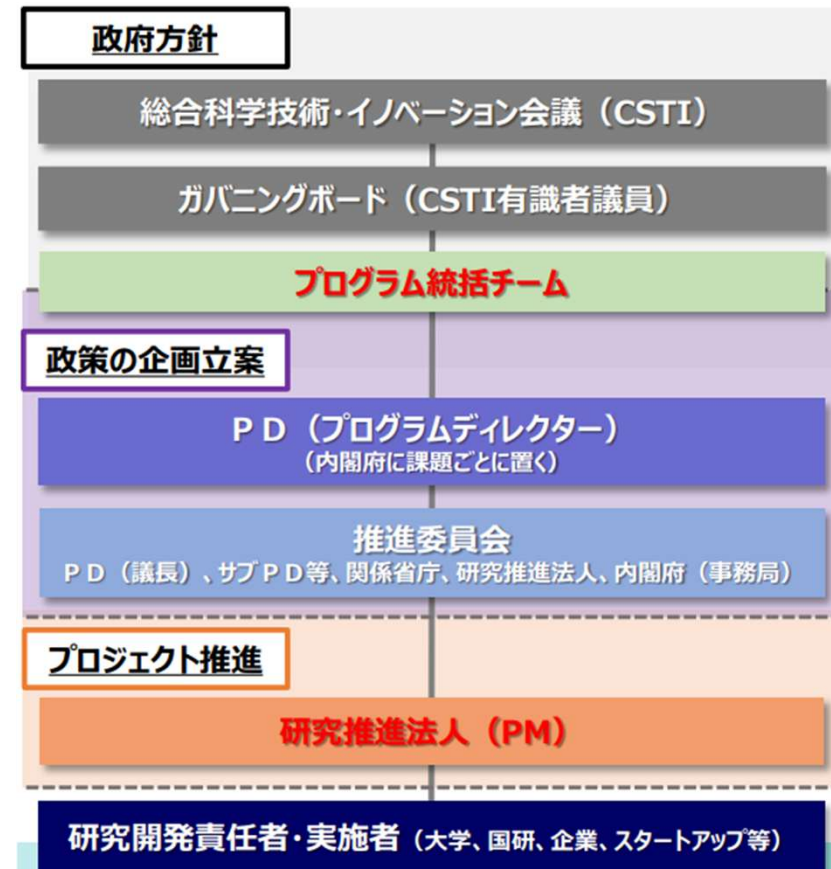 政府方針
総合科学技術・イノベーション会議（CSTI）
ガバニングボード（CSTI有識者議員）
プログラム統括チーム
政策の企画立案
ＰＤ（プログラムディレクター）
（内閣府に課題ごとに置く）
推進委員会
ＰＤ（議長）、サブＰＤ等、関係省庁、研究推進法人、内閣府（事務局）
プロジェクト推進
研究推進法人（PM）
研究開発責任者・実施者（大学、国研、企業、スタートアップ等）